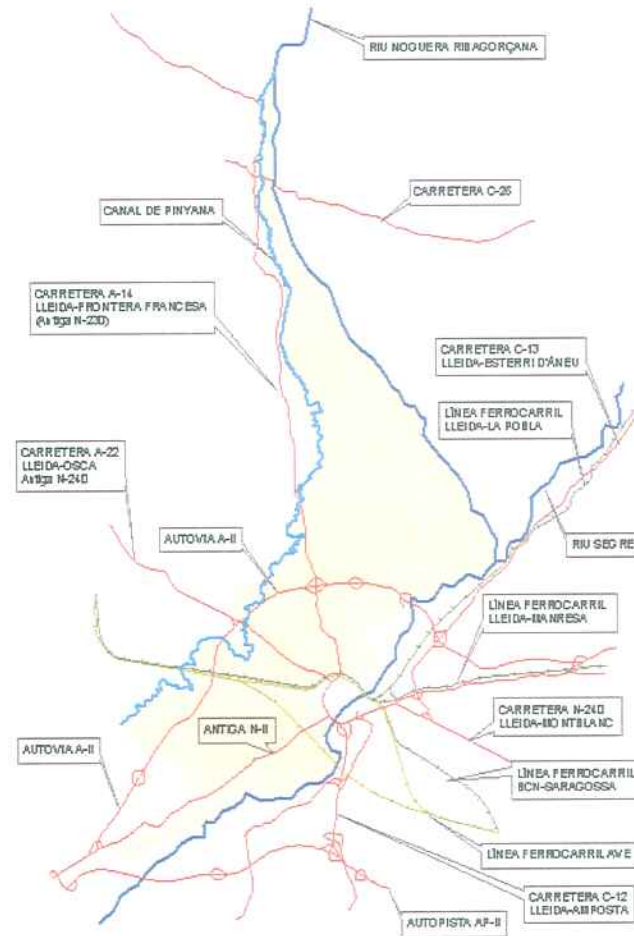 RIU NOGUERA RIBAGORÇANA
CARRETERA C-26
CANAL DE PINYANA
CARRETERA A-14
LLEIDA-FRONTERA FRANCESA
(Antiga N-230)
CARRETERA C-13
LLEIDA-ESTERRI D'ÀNEU
LÍNEA FERROCARRIL
LLEIDA-LA POBLA
CARRETERA A-22
LLEIDA-OSCA
Antiga N-240
AUTOVIA A-II
RIU SEGRE
LÍNEA FERROCARRIL
LLEIDA-MANRESA
CARRETERA N-240
LLEIDA-MONTBLANC
ANTIGA N-II
AUTOVIA A-II
LÍNEA FERROCARRIL
BCN-SARAGOSSA
LÍNEA FERROCARRIL AVE
CARRETERA C-12
LLEIDA-AMPOSTA
AUTOPISTA AP-II